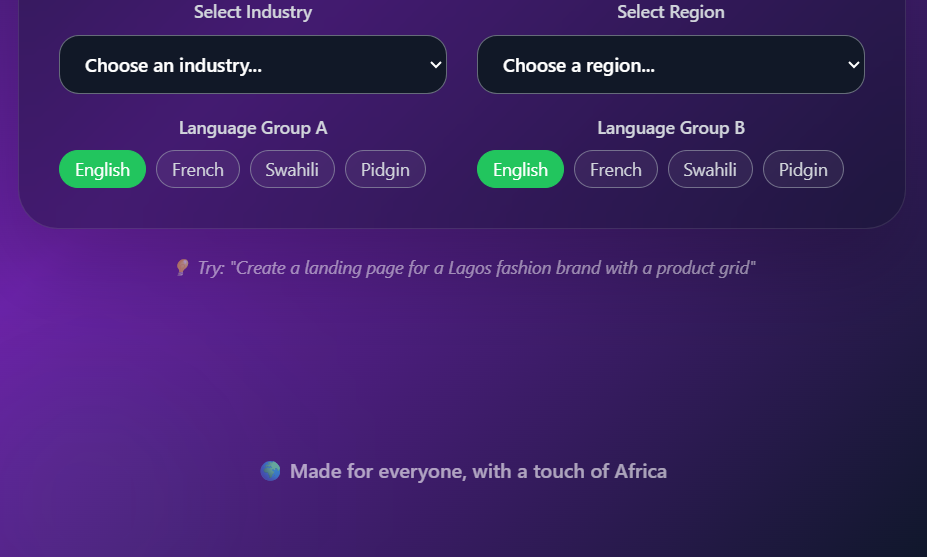 Select Industry
Select Region
Choose an industry...
Choose a region...
Language Group A
Language Group B
English French Swahili Pidgin
English French Swahili Pidgin
Try: "Create a landing page for a Lagos fashion brand with a product grid"
Made for everyone, with a touch of Africa